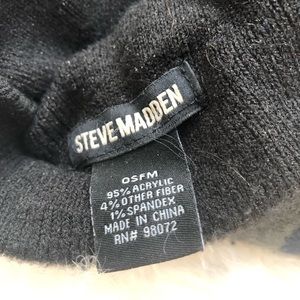 STEVE MADDEN
OSFM
95% ACRYLIC
4% OTHER FIBER
1% SPANDEX
MADE IN CHINA
RN# 98072